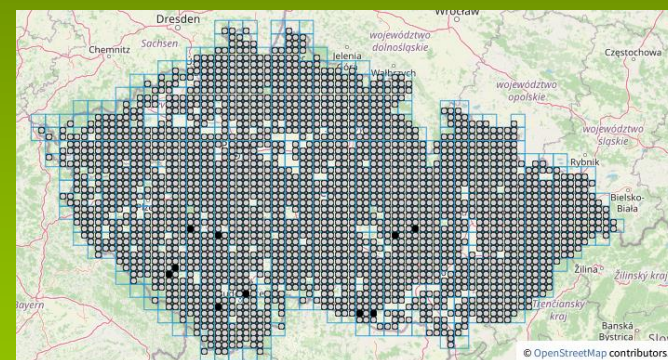 Dresden
Wrocław
Sachsen
województwo
dolnośląskie
Częstochowa
Chemnitz
Jelenia
Góra
Wałbrzych
województwo
opolskie
województwo
śląskie
Rybnik
Bielsko-
Biała
Žilina
Žilinský kraj
Bayern
Trenčiansky
kraj
Banská
Bystrica
© OpenStreetMap contributors